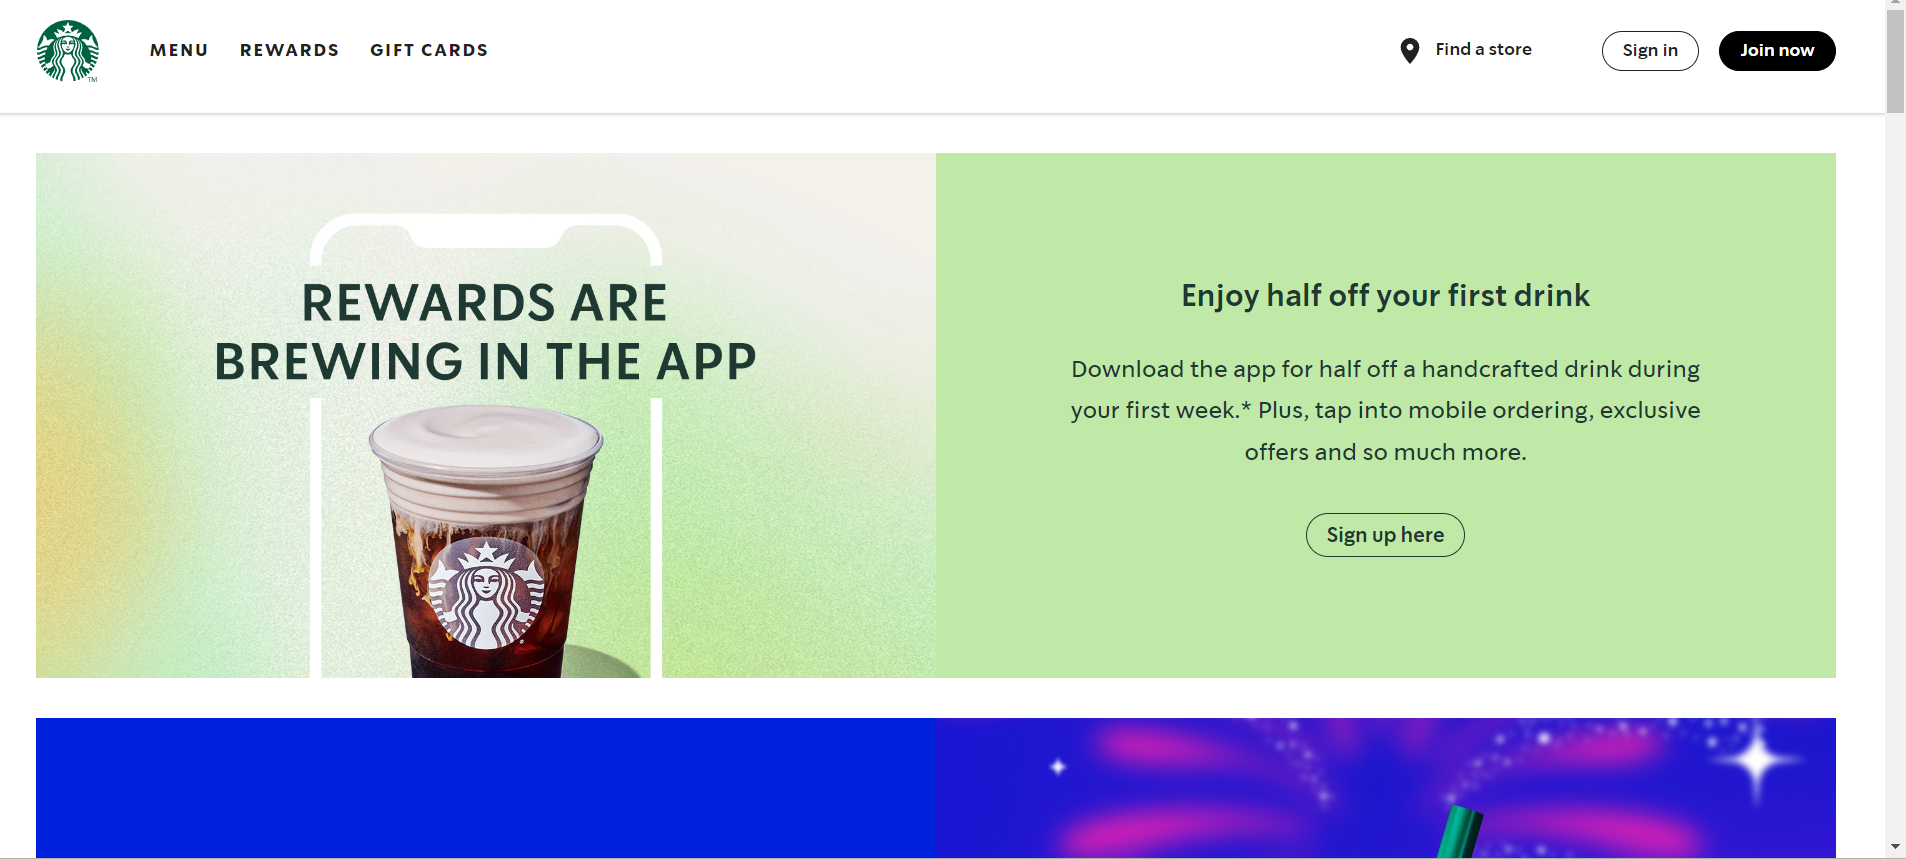 MENU REWARDS GIFT CARDS Find a store Sign in Join now
TM
REWARDS ARE
BREWING IN THE APP
Enjoy half off your first drink
Download the app for half off a handcrafted drink during
your first week.* Plus, tap into mobile ordering, exclusive
offers and so much more.
Sign up here